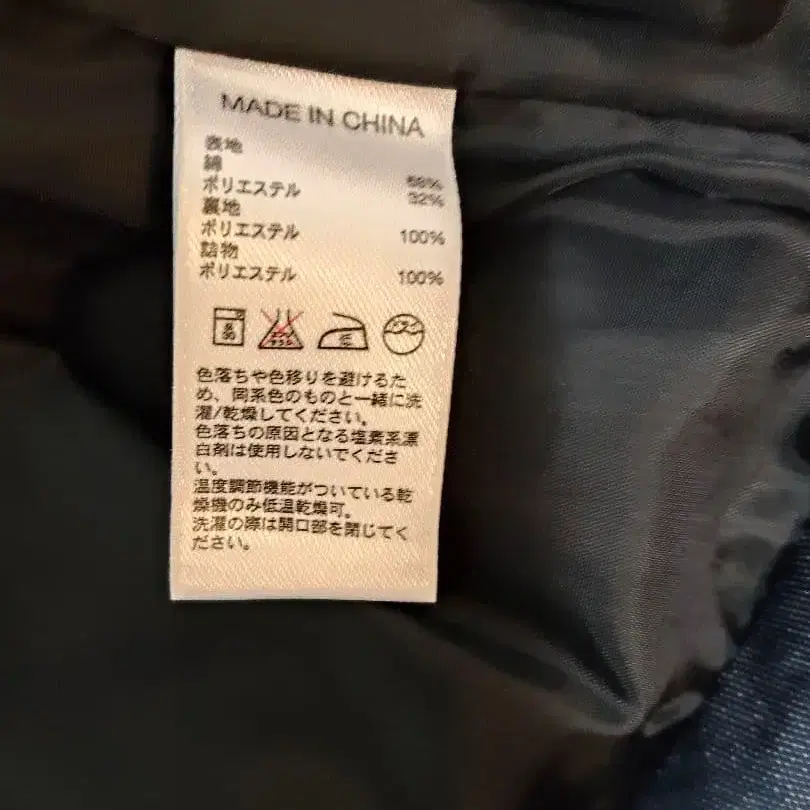 MADE IN CHINA
表地
綿 68%
ポリエステル 32%
裏地
ポリエステル 100%
詰物
ポリエステル 100%
色落ちや色移りを避けるた
め、同系色のものと一緒に洗
濯/乾燥してください。
色落ちの原因となる塩素系漂
白剤は使用しないでくださ
い。
温度調節機能がついている乾
燥機のみ低温乾燥可。
洗濯の際は開口部を閉じてく
ださい。